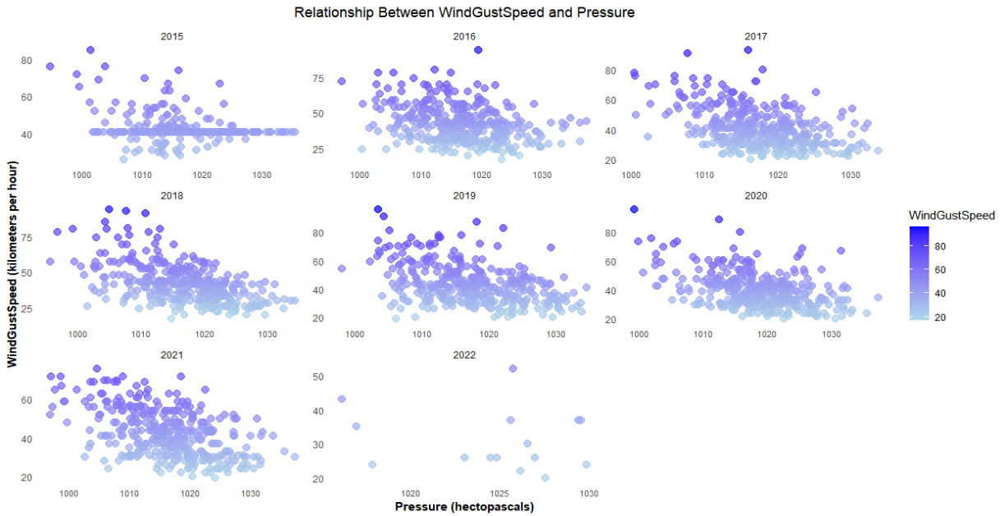 Relationship Between WindGustSpeed and Pressure
2015 2016 2017
80
60
40
75
50
25
80
60
40
20
1000 1010 1020 1030
1000 1010 1020 1030
1000 1010 1020 1030
2018 2019 2020
75
50
25
80
60
40
20
80
60
40
20
1000 1010 1020 1030
1000 1010 1020 1030
1000 1010 1020 1030
2021 2022
60
40
20
50
40
30
20
1000 1010 1020 1030
1020 1025 1030
WindGustSpeed (kilometers per hour)
Pressure (hectopascals)
WindGustSpeed
80
60
40
20